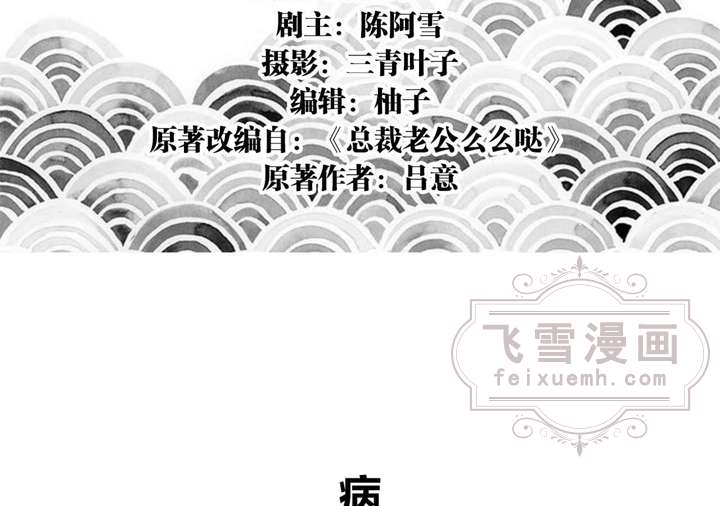 剧主：陈阿雪
摄影：三青叶子
编辑：柚子
原著改编自：《总裁老公么么哒》
原著作者：吕意
飞雪漫画
feixuemh.com
病